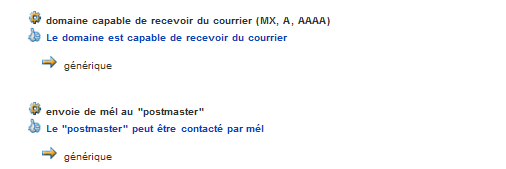 domaine capable de recevoir du courrier (MX, A, AAAA)
Le domaine est capable de recevoir du courrier
générique
envoie de mél au "postmaster"
Le "postmaster" peut être contacté par mél
générique